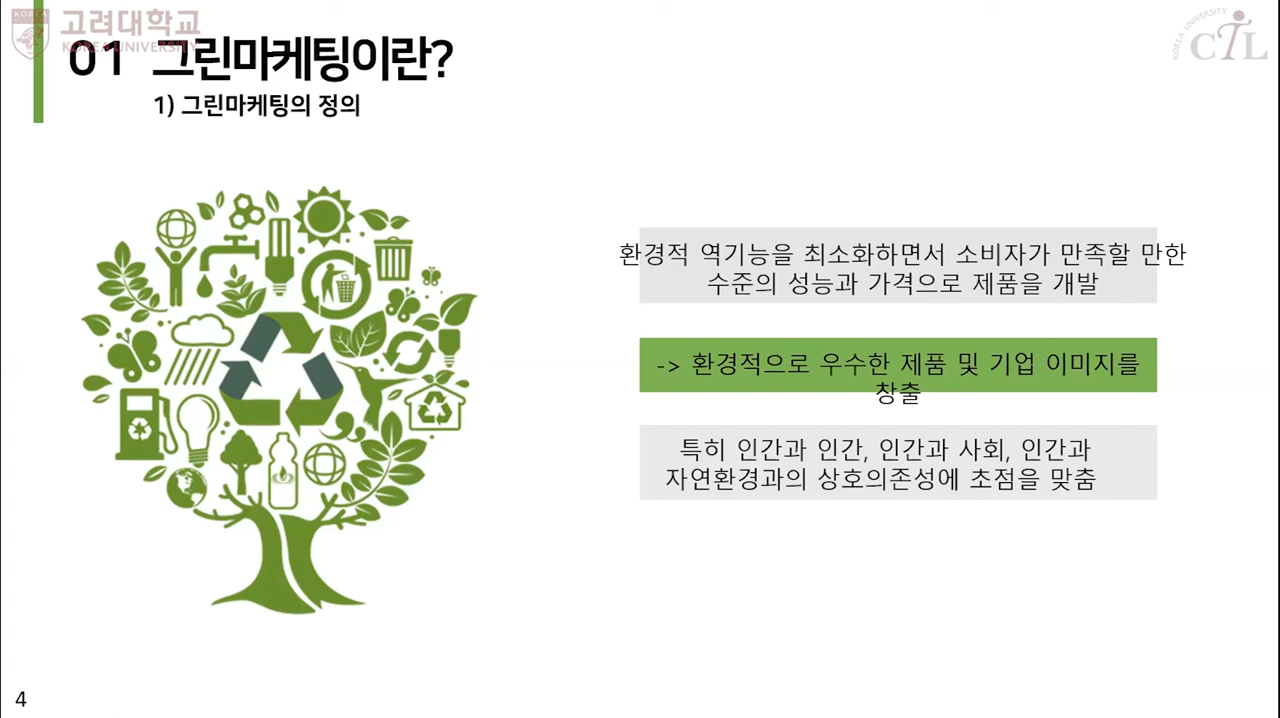 고려대학교
KOREA UNIVERSITY
01 그린마케팅이란?
1) 그린마케팅의 정의
KOREA UNIVERSITY
CTL
환경적 역기능을 최소화하면서 소비자가 만족할 만한
수준의 성능과 가격으로 제품을 개발
-> 환경적으로 우수한 제품 및 기업 이미지를
창출
특히 인간과 인간, 인간과 사회, 인간과
자연환경과의 상호의존성에 초점을 맞춤
4